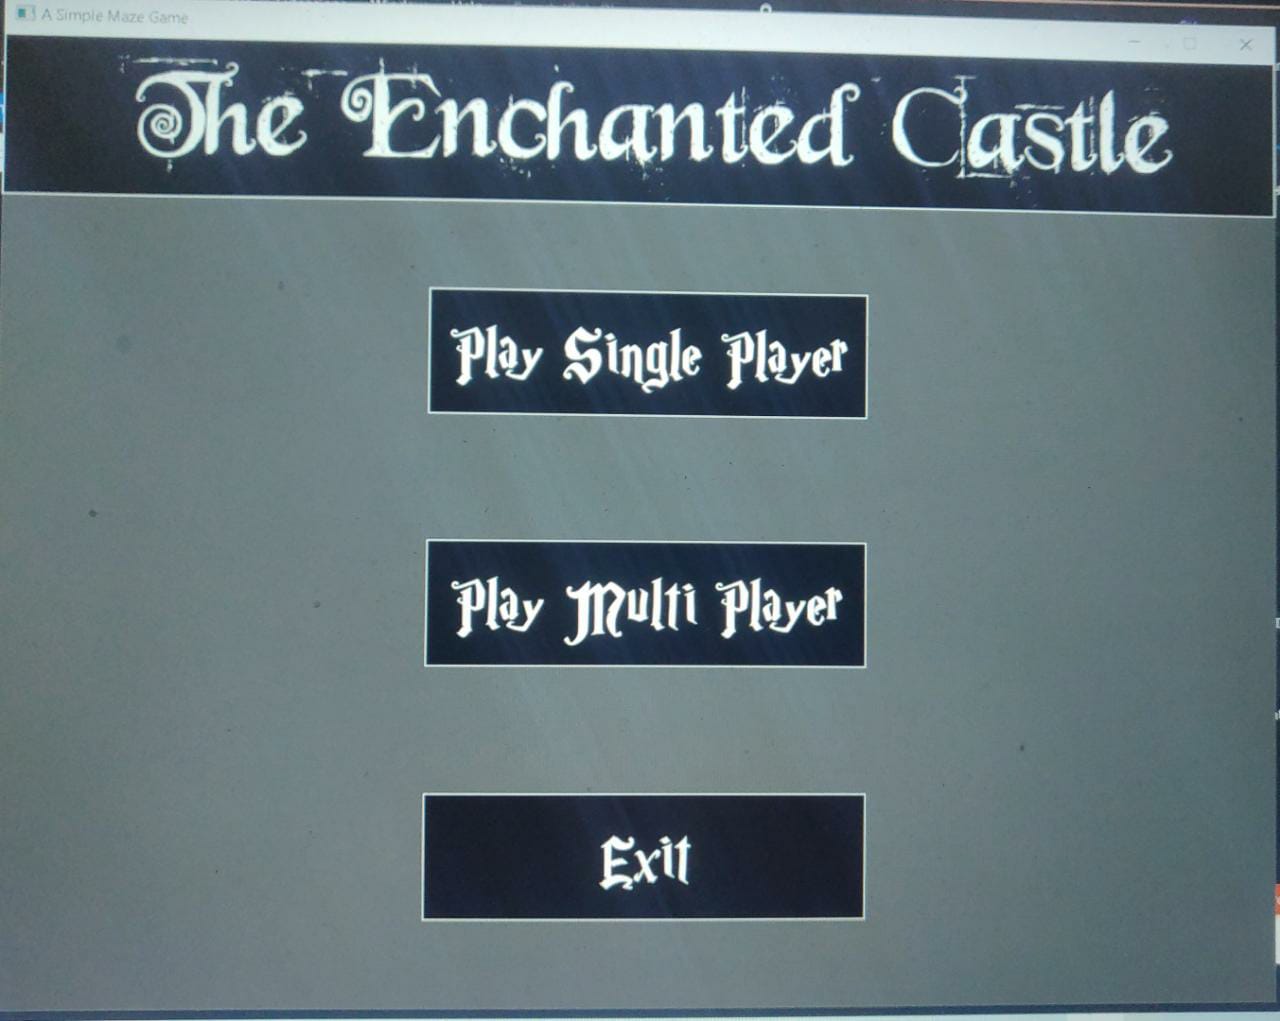 A Simple Maze Game
The Enchanted Castle
Play Single Player
Play Multi Player
Exit